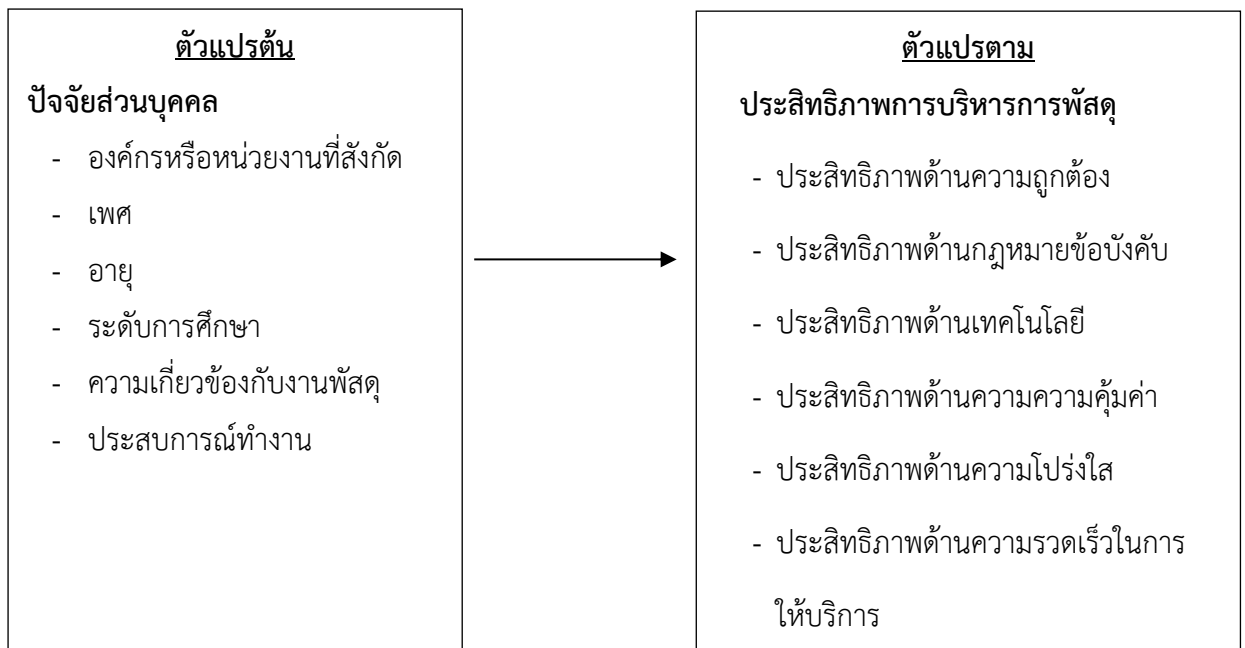 ตัวแปรต้น
ปัจจัยส่วนบุคคล
- องค์กรหรือหน่วยงานที่สังกัด
- เพศ
- อายุ
- ระดับการศึกษา
- ความเกี่ยวข้องกับงานพัสดุ
- ประสบการณ์ทำงาน
ตัวแปรตาม
ประสิทธิภาพการบริหารการพัสดุ
- ประสิทธิภาพด้านความถูกต้อง
- ประสิทธิภาพด้านกฎหมายข้อบังคับ
- ประสิทธิภาพด้านเทคโนโลยี
- ประสิทธิภาพด้านความความคุ้มค่า
- ประสิทธิภาพด้านความโปร่งใส
- ประสิทธิภาพด้านความรวดเร็วในการ
ให้บริการ